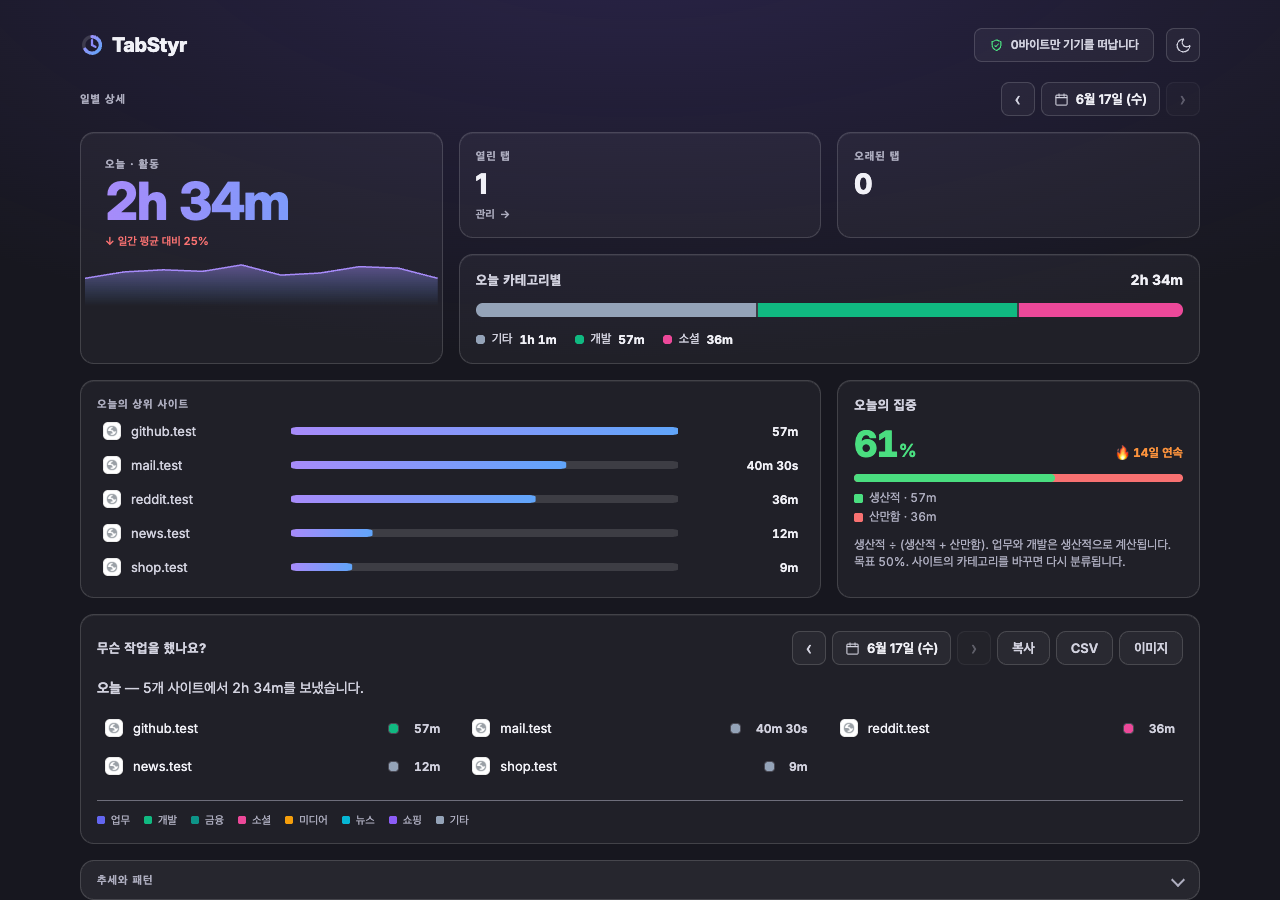 TabStyr
0바이트만 기기를 떠납니다
일별 상세
6월 17일 (수)
오늘 · 활동
2h 34m
↓ 일간 평균 대비 25%
열린 탭
1
관리 →
오래된 탭
0
오늘 카테고리별
2h 34m
기타 1h 1m 개발 57m 소셜 36m
오늘의 상위 사이트
github.test 57m
mail.test 40m 30s
reddit.test 36m
news.test 12m
shop.test 9m
오늘의 집중
61%
🔥 14일 연속
생산적 · 57m
산만함 · 36m
생산적 ÷ (생산적 + 산만함). 업무와 개발은 생산적으로 계산됩니다.
목표 50%. 사이트의 카테고리를 바꾸면 다시 분류됩니다.
무슨 작업을 했나요?
6월 17일 (수)
복사
CSV
이미지
오늘 — 5개 사이트에서 2h 34m를 보냈습니다.
github.test 57m mail.test 40m 30s reddit.test 36m
news.test 12m shop.test 9m
업무 개발 금융 소셜 미디어 뉴스 쇼핑 기타
추세와 패턴